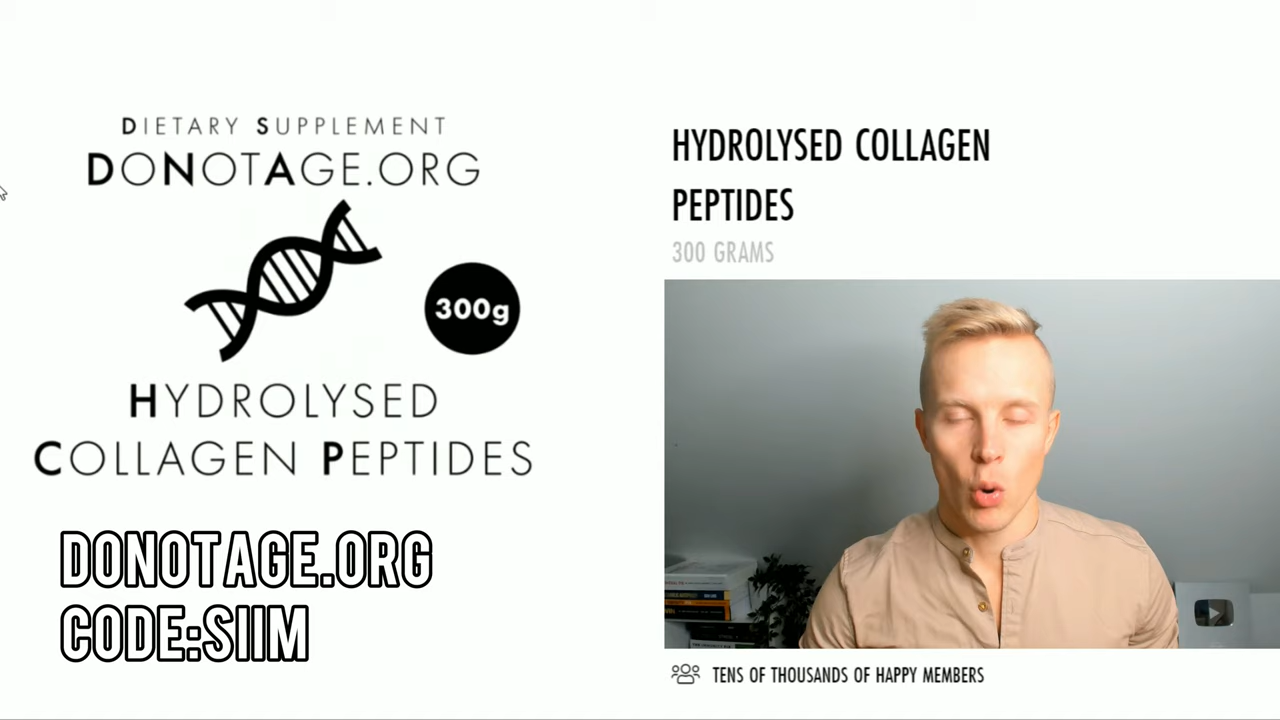 DIETARY SUPPLEMENT
DONOTAGE.ORG
300g
HYDROLYSED
COLLAGEN PEPTIDES
DONOTAGE.ORG
CODE:SIIM
HYDROLYSED COLLAGEN
PEPTIDES
300 GRAMS
TENS OF THOUSANDS OF HAPPY MEMBERS